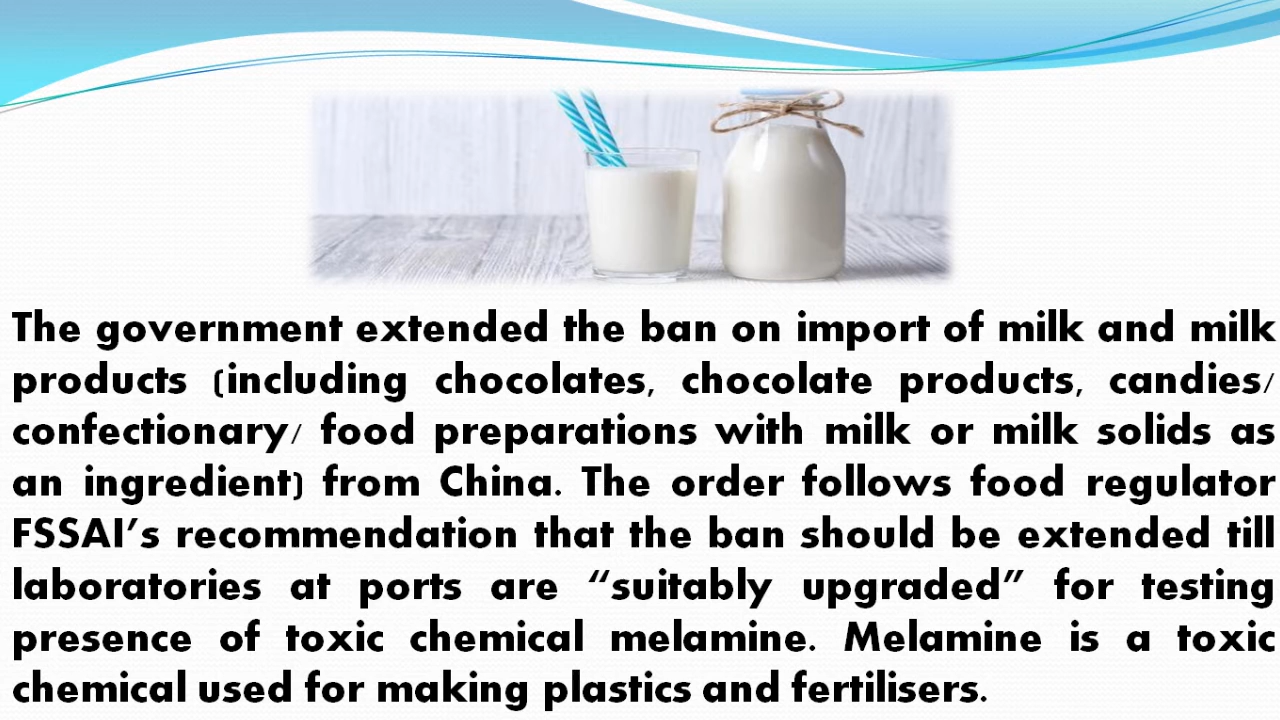 The government extended the ban on import of milk and milk
products (including chocolates, chocolate products, candies/
confectionary/ food preparations with milk or milk solids as
an ingredient) from China. The order follows food regulator
FSSAI’s recommendation that the ban should be extended till
laboratories at ports are “suitably upgraded” for testing
presence of toxic chemical melamine. Melamine is a toxic
chemical used for making plastics and fertilisers.